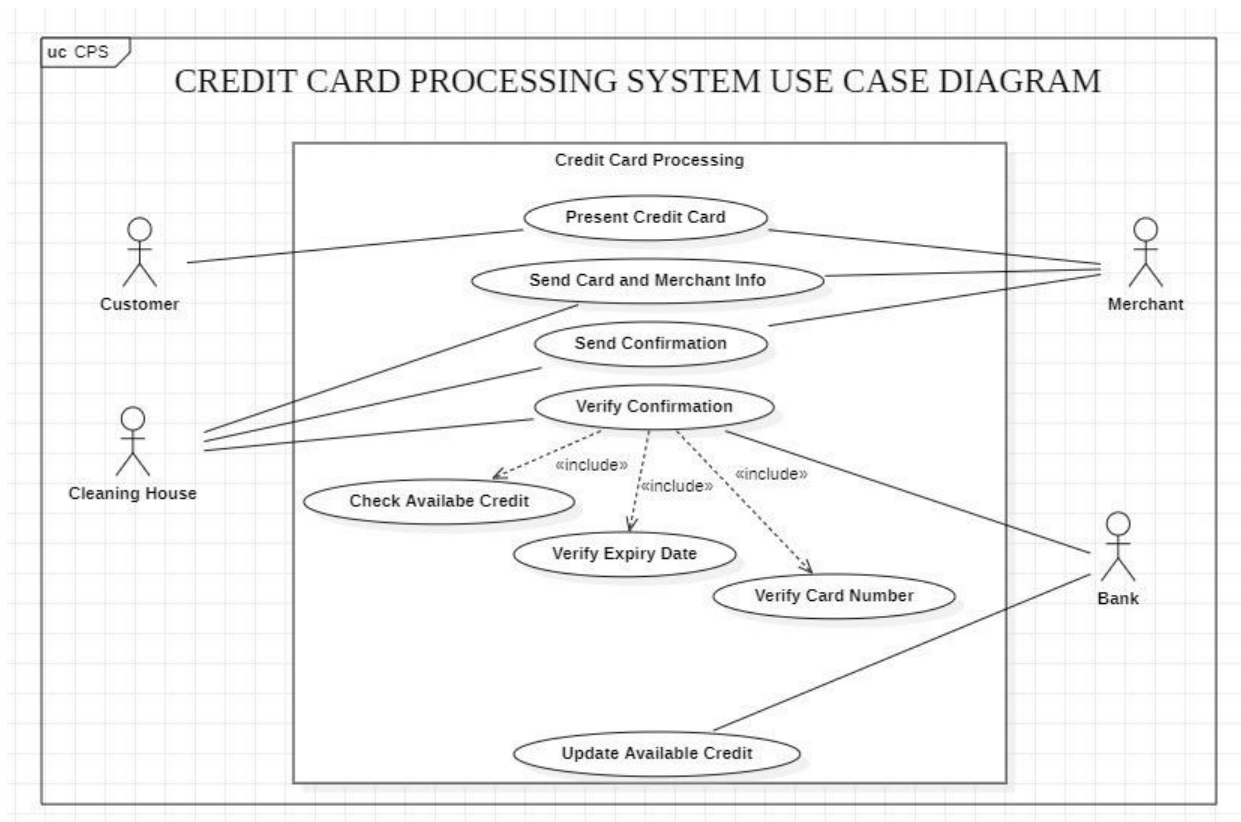 uc CPS
CREDIT CARD PROCESSING SYSTEM USE CASE DIAGRAM
Credit Card Processing
Present Credit Card
Send Card and Merchant Info
Customer
Merchant
Send Confirmation
Verify Confirmation
«include»
«include»
«include»
Cleaning House
Check Availabe Credit
Verify Expiry Date
Verify Card Number
Bank
Update Available Credit